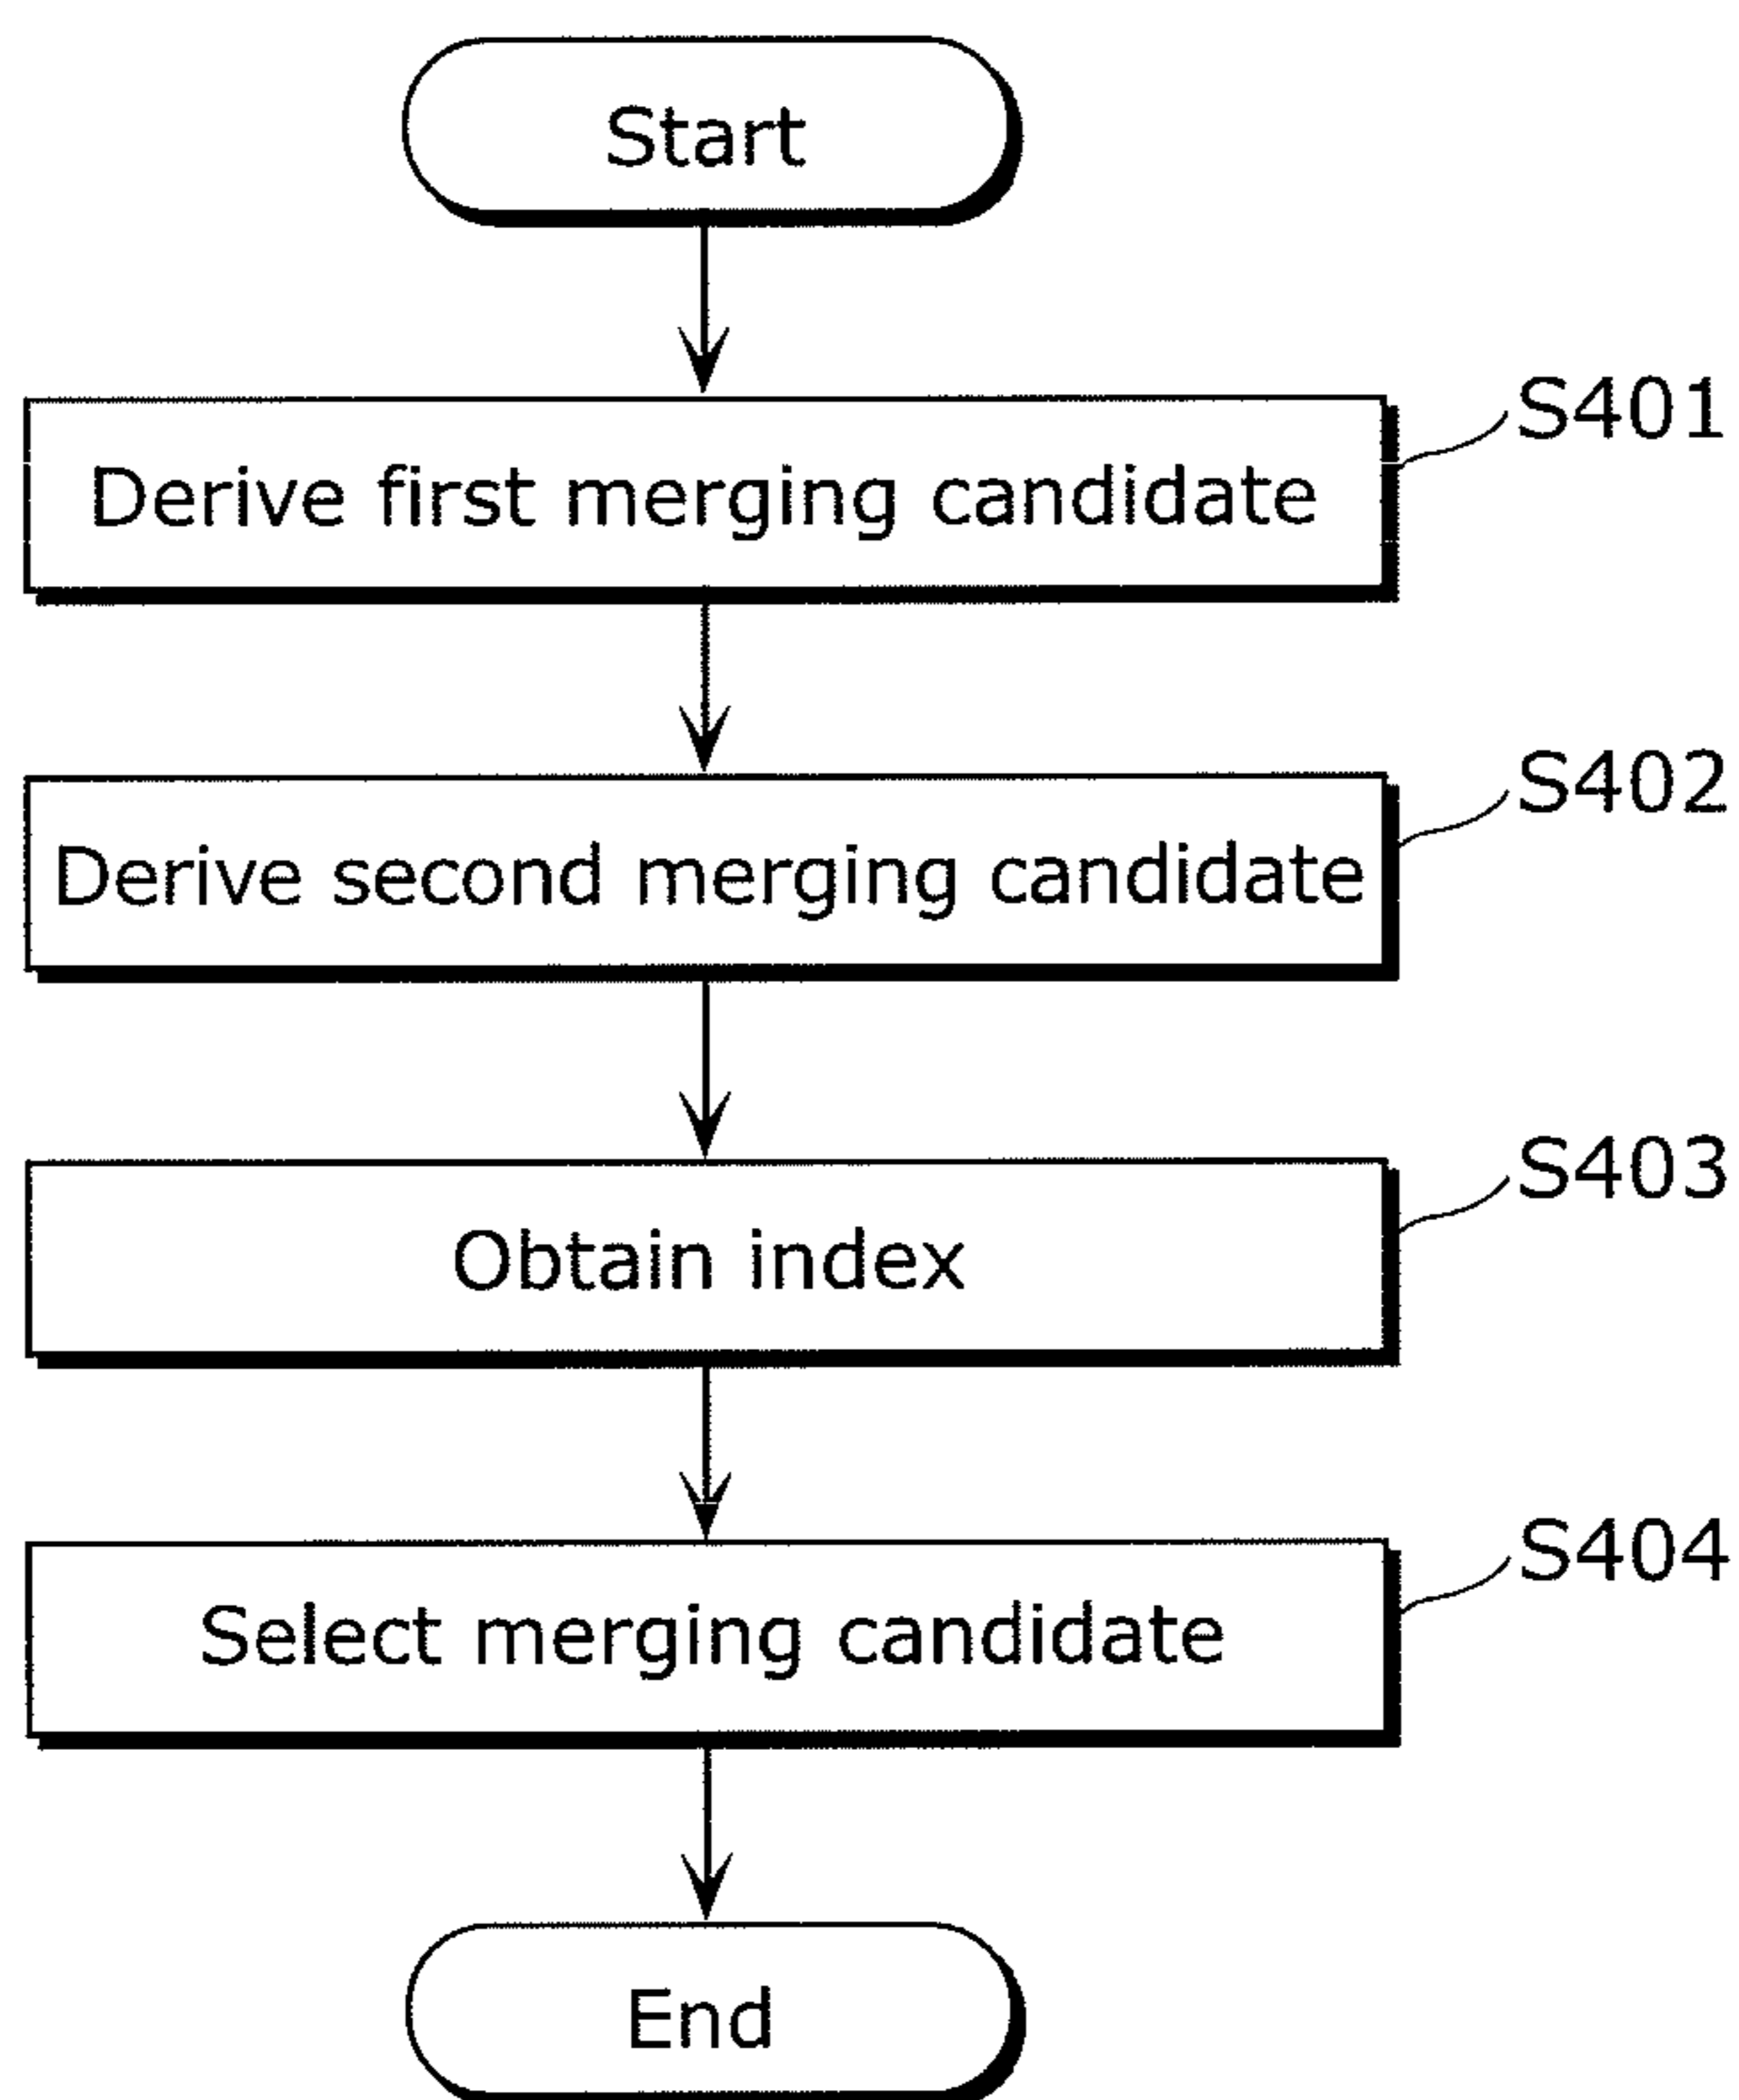 Start
S401
Derive first merging candidate
S402
Derive second merging candidate
S403
Obtain index
S404
Select merging candidate
End